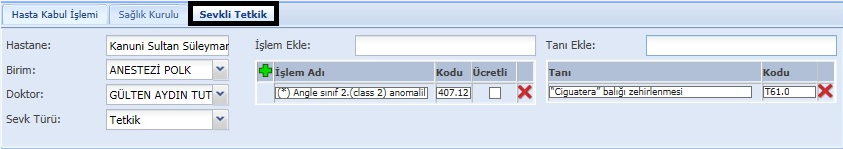 Hasta Kabul İşlemi Sağlık Kurulu Sevkli Tetkik
Hastane: Kanuni Sultan Süleymar İşlem Ekle: Tanı Ekle:
Birim: ANESTEZİ POLK İşlem Adı Kodu Ücretli Tanı Kodu
Doktor: GÜLTEN AYDIN TUT (*) Angle sınıf 2.(class 2) anomalil 407.12 "Ciguatera" balığı zehirlenmesi T61.0
Sevk Türü: Tetkik